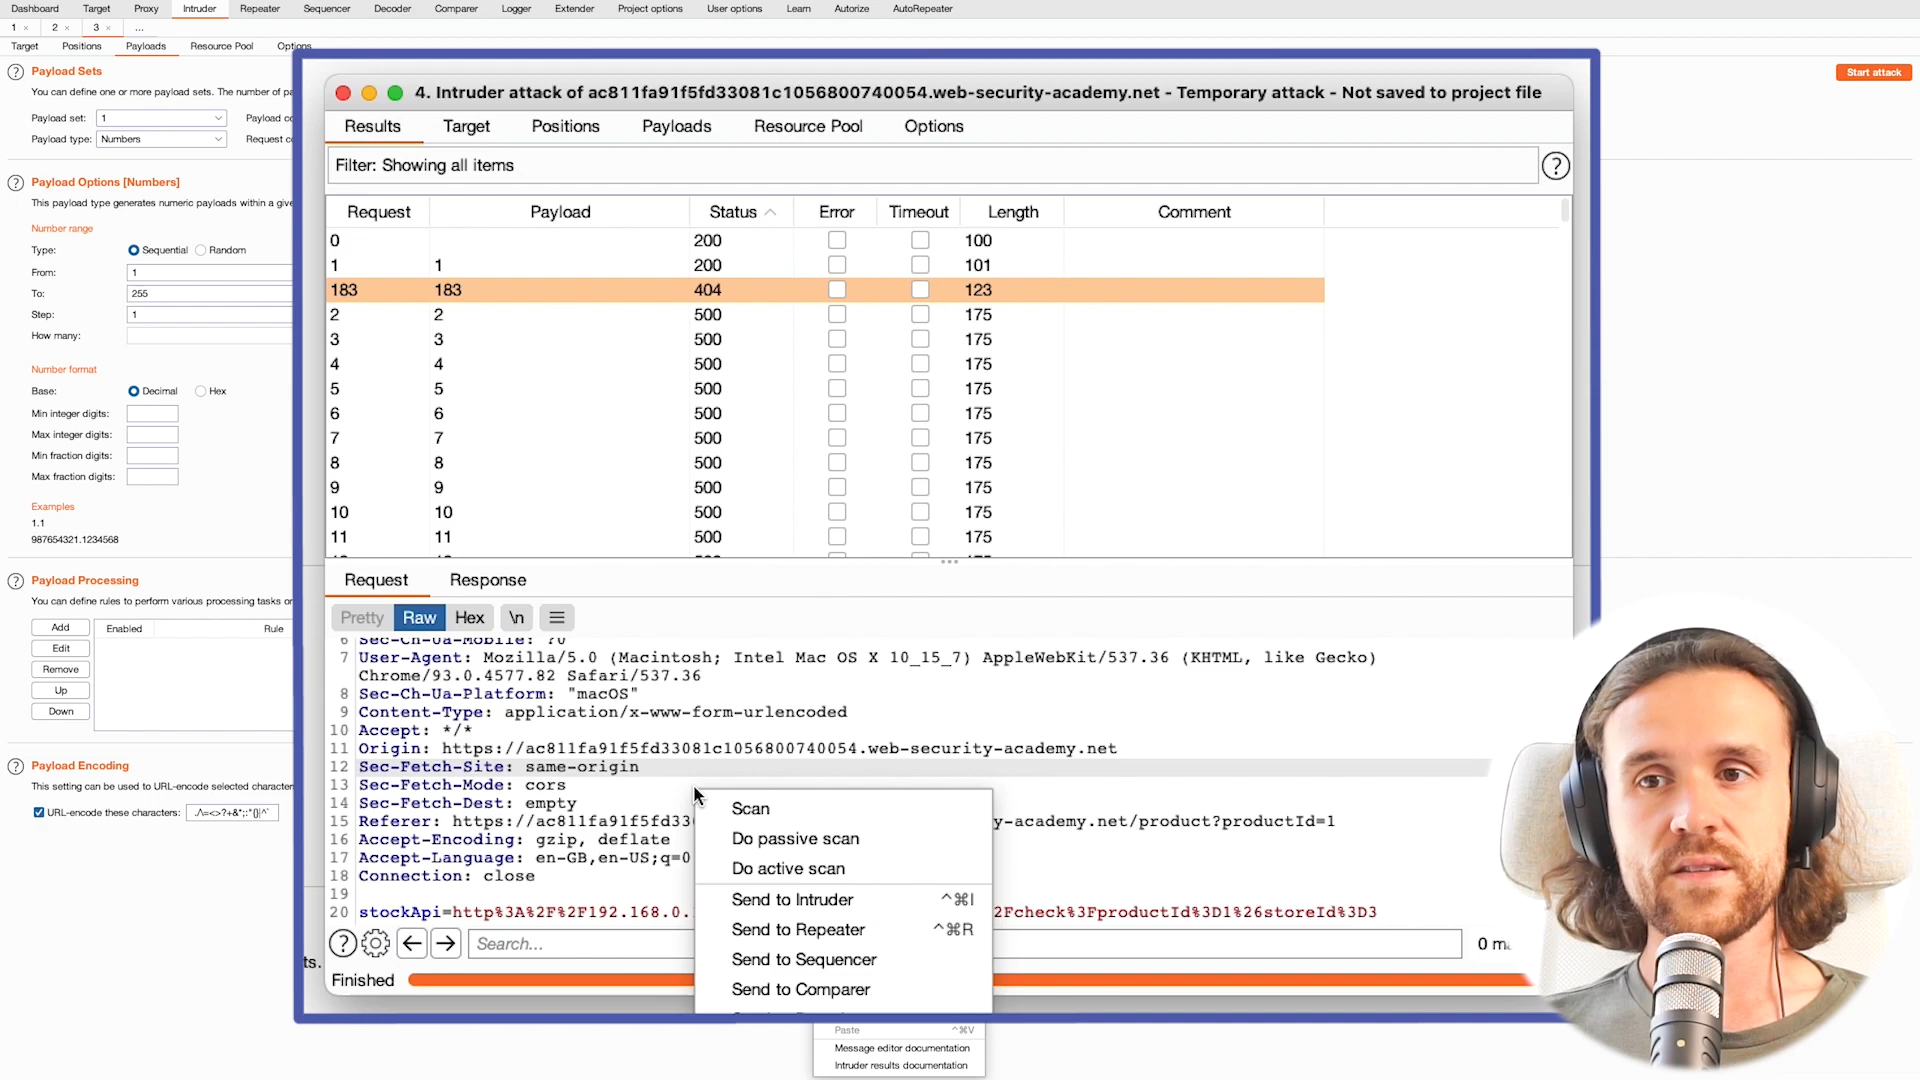 Dashboard Target Proxy Intruder Repeater Sequencer Decoder Comparer Logger Extender Project options User options Learn Autorize AutoRepeater
1 × 2 × 3 × ...
Target Positions Payloads Resource Pool Options
Payload Sets
Start attack
You can define one or more payload sets. The number of pa
Payload set: 1 Payload co
Payload type: Numbers Request co
Payload Options [Numbers]
This payload type generates numeric payloads within a give
Number range
Type: Sequential Random
From: 1
To: 255
Step: 1
How many:
Number format
Base: Decimal Hex
Min integer digits:
Max integer digits:
Min fraction digits:
Max fraction digits:
Examples
1.1
987654321.1234568
Payload Processing
You can define rules to perform various processing tasks on
Add Enabled Rule
Edit
Remove
Up
Down
Payload Encoding
This setting can be used to URL-encode selected character
URL-encode these characters:
4. Intruder attack of ac811fa91f5fd33081c1056800740054.web-security-academy.net - Temporary attack - Not saved to project file
Results Target Positions Payloads Resource Pool Options
Filter: Showing all items ?
Request Payload Status Error Timeout Length Comment
0 200 100
1 1 200 101
183 183 404 123
2 2 500 175
3 3 500 175
4 4 500 175
5 5 500 175
6 6 500 175
7 7 500 175
8 8 500 175
9 9 500 175
10 10 500 175
11 11 500 175
Request Response
Pretty Raw Hex \n
6 Sec-Ch-Ua-Mobile: ?0
7 User-Agent: Mozilla/5.0 (Macintosh; Intel Mac OS X 10_15_7) AppleWebKit/537.36 (KHTML, like Gecko)
Chrome/93.0.4577.82 Safari/537.36
8 Sec-Ch-Ua-Platform: "macOS"
9 Content-Type: application/x-www-form-urlencoded
10 Accept: */*
11 Origin: https://ac811fa91f5fd33081c1056800740054.web-security-academy.net
12 Sec-Fetch-Site: same-origin
13 Sec-Fetch-Mode: cors
14 Sec-Fetch-Dest: empty
15 Referer: https://ac811fa91f5fd33 y-academy.net/product?productId=1
16 Accept-Encoding: gzip, deflate
17 Accept-Language: en-GB,en-US;q=0
18 Connection: close
19
20 stockApi=http%3A%2F%2F192.168.0. 2Fcheck%3FproductId%3D1%26storeId%3D3
Scan
Do passive scan
Do active scan
Send to Intruder ^⌘I
Send to Repeater ^⌘R
Send to Sequencer
Send to Comparer
? Search... 0 m
ts.
Finished
Paste ^⌘V
Message editor documentation
Intruder results documentation